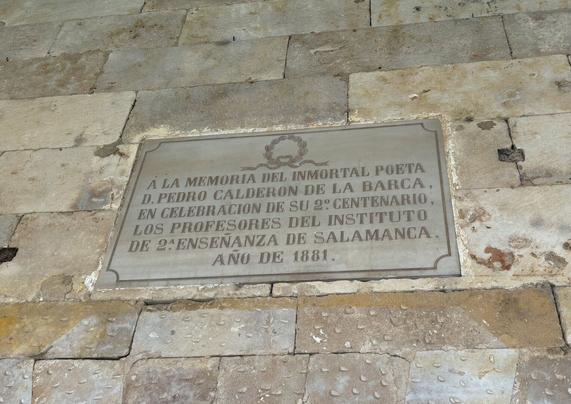 A LA MEMORIA DEL INMORTAL POETA
D. PEDRO CALDERON DE LA BARCA,
EN CELEBRACION DE SU 2º CENTENARIO,
LOS PROFESORES DEL INSTITUTO
DE 2ª ENSEÑANZA DE SALAMANCA.
AÑO DE 1881.